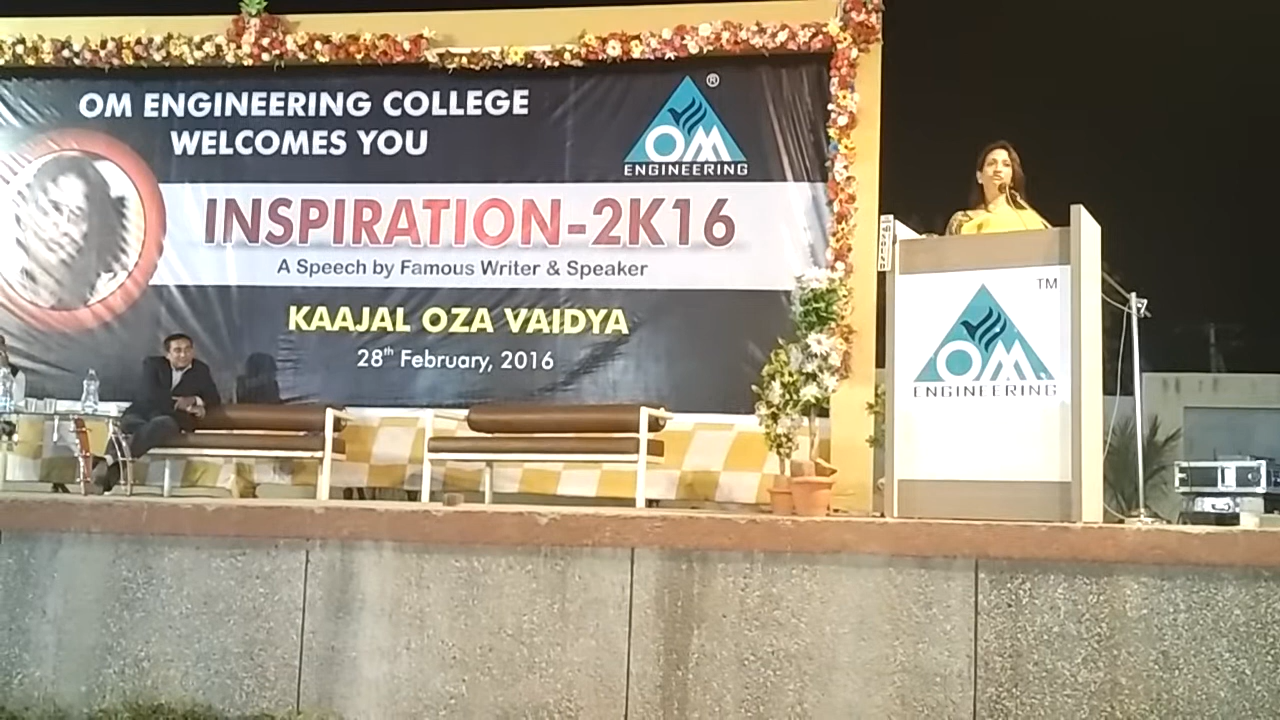 OM ENGINEERING COLLEGE
WELCOMES YOU
®
OM
ENGINEERING
INSPIRATION-2K16
A Speech by Famous Writer & Speaker
KAAJAL OZA VAIDYA
28th February, 2016
TM
OM
ENGINEERING